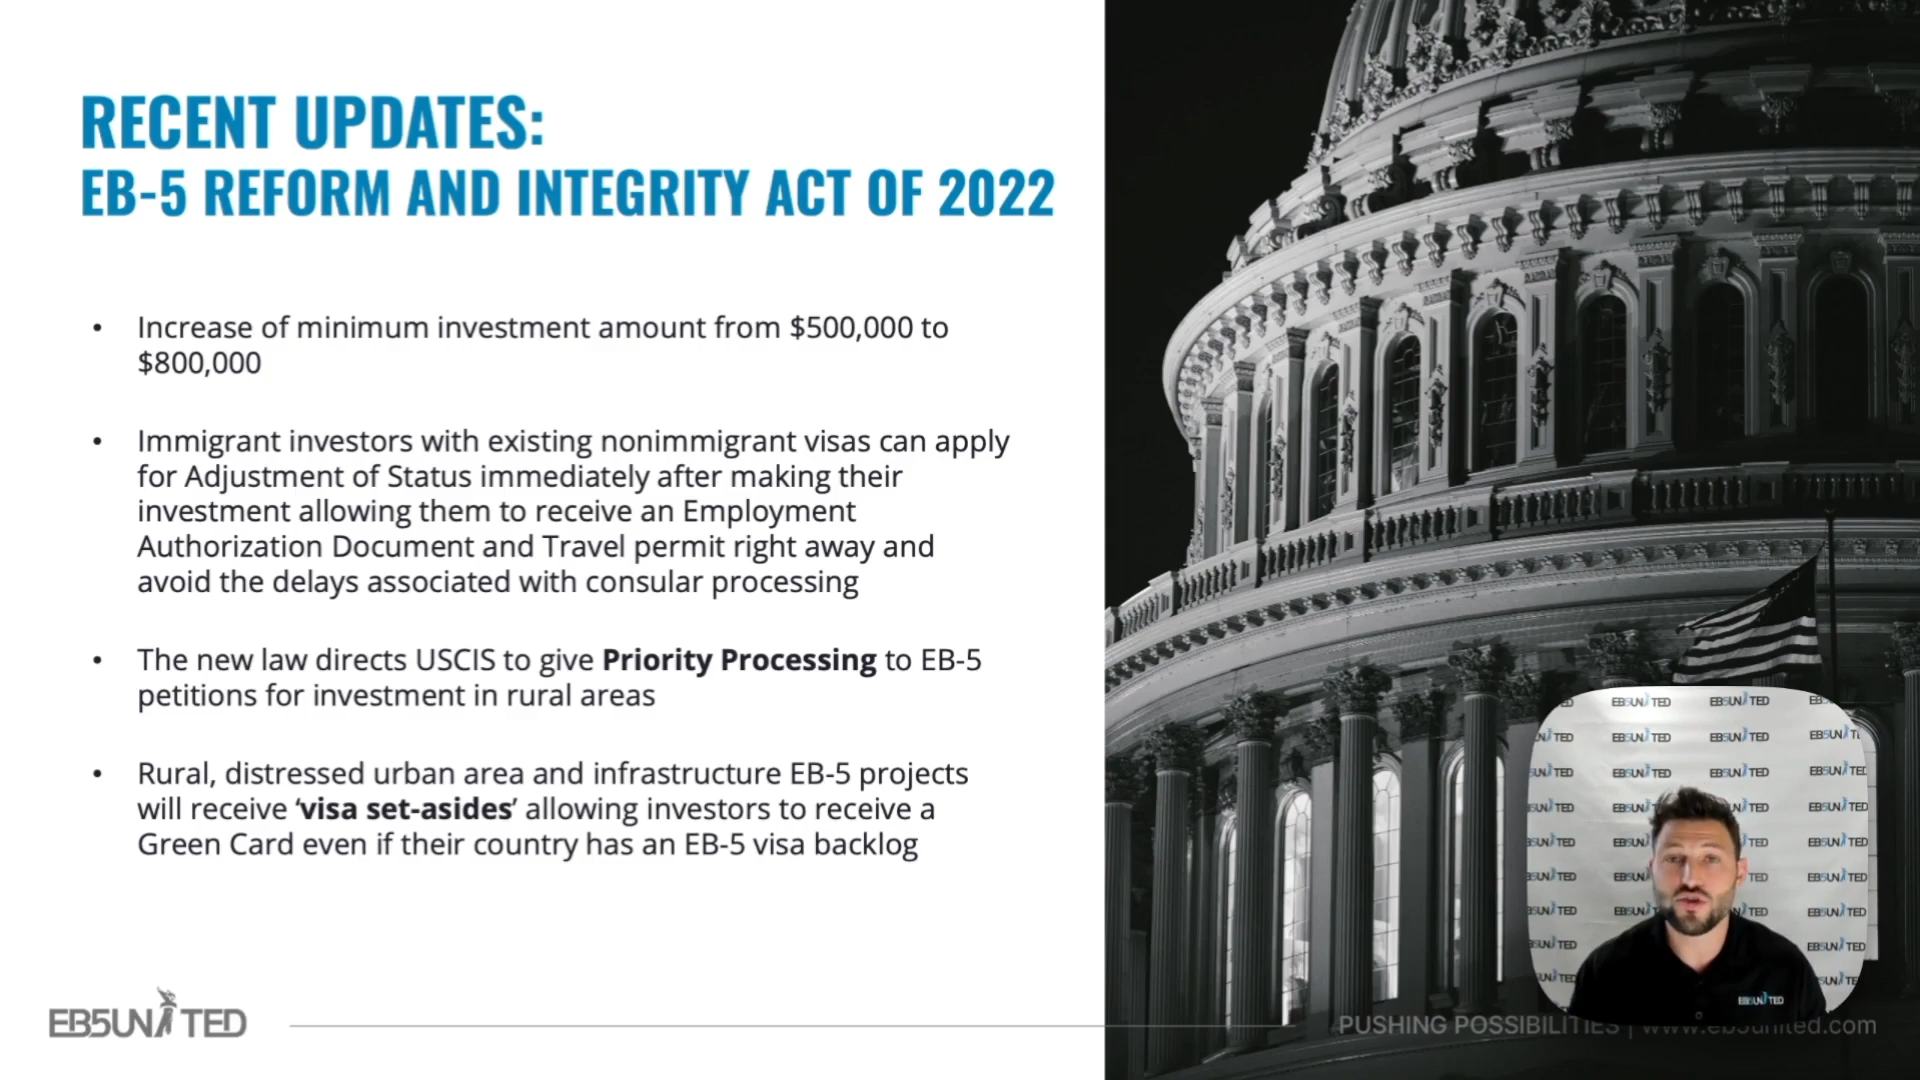 RECENT UPDATES:
EB-5 REFORM AND INTEGRITY ACT OF 2022
• Increase of minimum investment amount from $500,000 to
$800,000
• Immigrant investors with existing nonimmigrant visas can apply
for Adjustment of Status immediately after making their
investment allowing them to receive an Employment
Authorization Document and Travel permit right away and
avoid the delays associated with consular processing
• The new law directs USCIS to give Priority Processing to EB-5
petitions for investment in rural areas
• Rural, distressed urban area and infrastructure EB-5 projects
will receive ‘visa set-asides’ allowing investors to receive a
Green Card even if their country has an EB-5 visa backlog
EB5UNITED
PUSHING POSSIBILITIES | www.eb5united.com
EB5UNITED